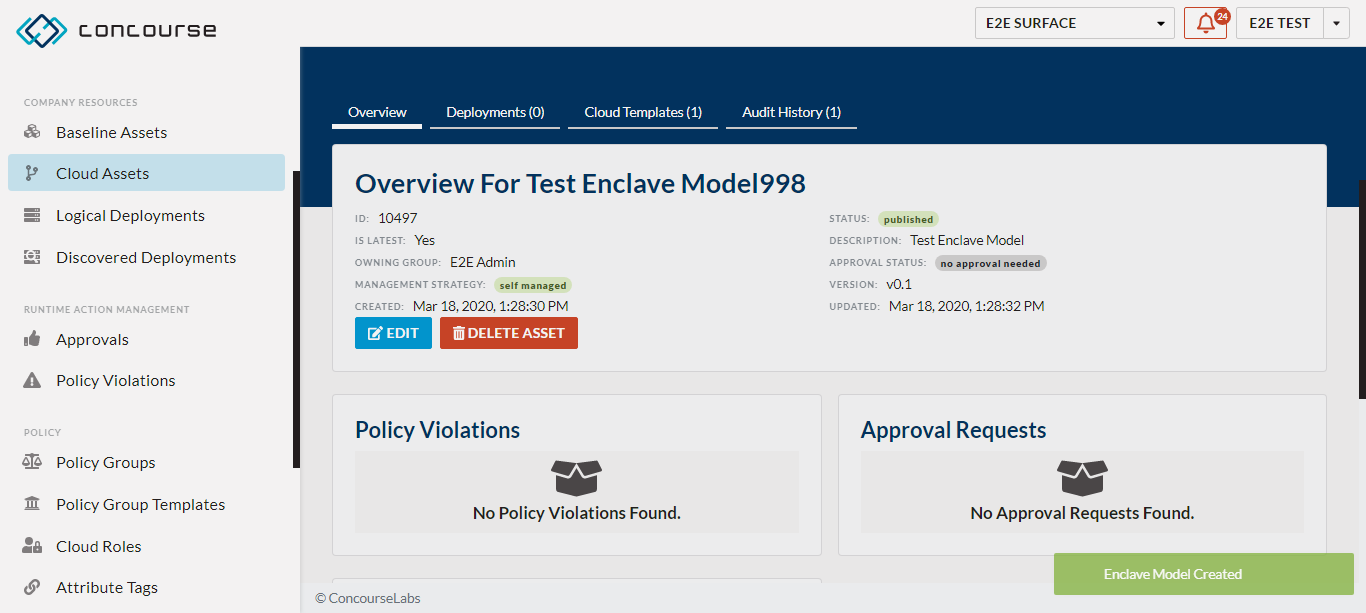 concourse
E2E SURFACE
24
E2E TEST
COMPANY RESOURCES
Baseline Assets
Cloud Assets
Logical Deployments
Discovered Deployments
RUNTIME ACTION MANAGEMENT
Approvals
Policy Violations
POLICY
Policy Groups
Policy Group Templates
Cloud Roles
Attribute Tags
Overview
Deployments (0)
Cloud Templates (1)
Audit History (1)
Overview For Test Enclave Model998
ID: 10497
IS LATEST: Yes
OWNING GROUP: E2E Admin
MANAGEMENT STRATEGY: self managed
CREATED: Mar 18, 2020, 1:28:30 PM
STATUS: published
DESCRIPTION: Test Enclave Model
APPROVAL STATUS: no approval needed
VERSION: v0.1
UPDATED: Mar 18, 2020, 1:28:32 PM
EDIT
DELETE ASSET
Policy Violations
No Policy Violations Found.
Approval Requests
No Approval Requests Found.
Enclave Model Created
© ConcourseLabs